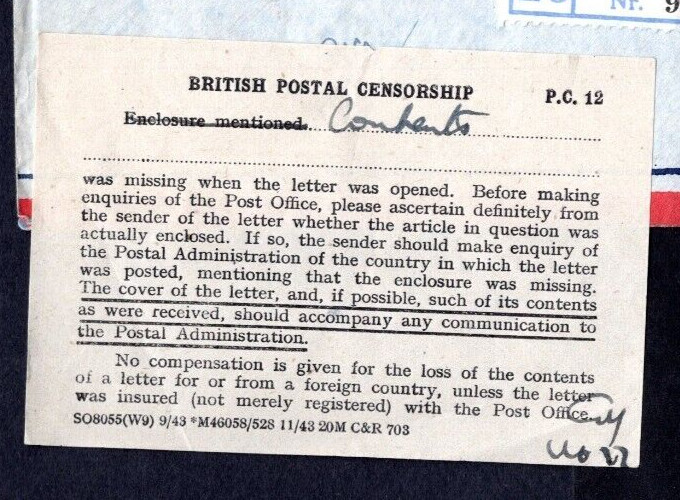 Nr. 9
BRITISH POSTAL CENSORSHIP P.C. 12
Enclosure mentioned. Contents
was missing when the letter was opened. Before making
enquiries of the Post Office, please ascertain definitely from
the sender of the letter whether the article in question was
actually enclosed. If so, the sender should make enquiry of
the Postal Administration of the country in which the letter
was posted, mentioning that the enclosure was missing.
The cover of the letter, and, if possible, such of its contents
as were received, should accompany any communication to
the Postal Administration.
No compensation is given for the loss of the contents
of a letter for or from a foreign country, unless the letter
was insured (not merely registered) with the Post Office.
SO8055(W9) 9/43 *M46058/528 11/43 20M C&R 703